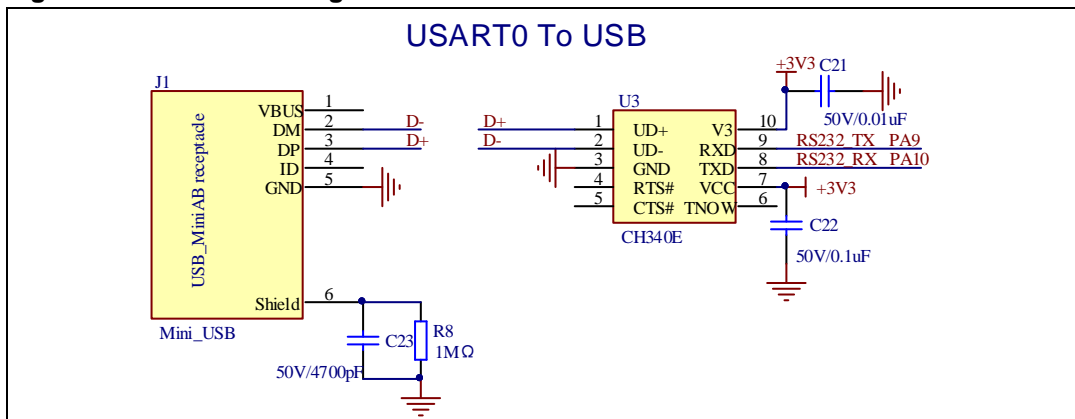 USART0 To USB
J1
VBUS 1
DM 2 D-
DP 3 D+
ID 4
GND 5
USB_MiniAB receptacle
Shield 6
Mini_USB
C23
50V/4700pF
R8
1MΩ
U3
D+ 1 UD+ V3 10
D- 2 UD- RXD 9 RS232_TX PA9
3 GND TXD 8 RS232_RX PA10
4 RTS# VCC 7 +3V3
5 CTS# TNOW 6
CH340E
+3V3
C21
50V/0.01uF
C22
50V/0.1uF